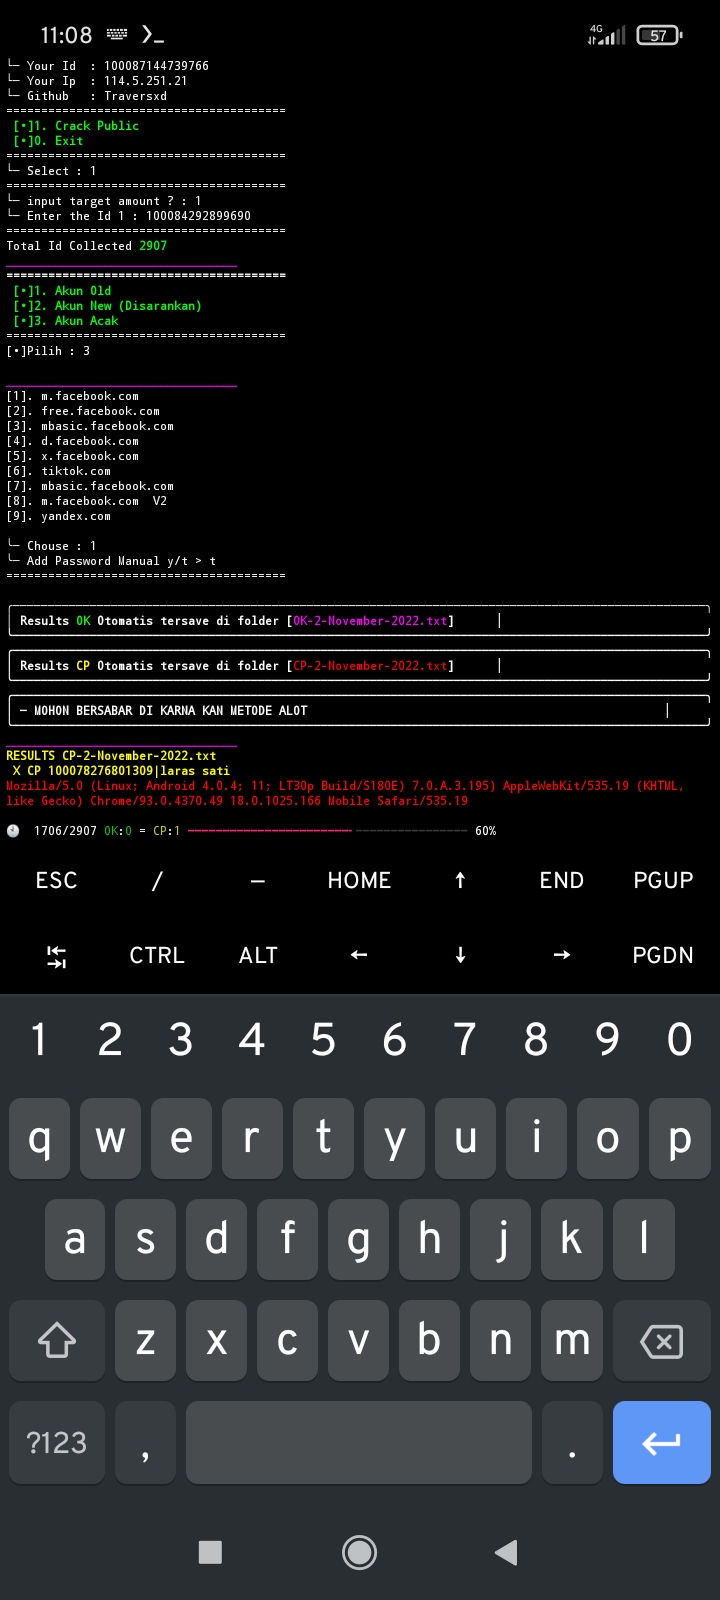 11:08
4G
57
└─ Your Id  : 100087144739766
└─ Your Ip  : 114.5.251.21
└─ Github   : Traversxd
========================================
[•]1. Crack Public
[•]0. Exit
========================================
└─ Select : 1
========================================
└─ input target amount ? : 1
└─ Enter the Id 1 : 100084292899690
========================================
Total Id Collected 2907
========================================
[•]1. Akun Old
[•]2. Akun New (Disarankan)
[•]3. Akun Acak
========================================
[•]Pilih : 3
[1]. m.facebook.com
[2]. free.facebook.com
[3]. mbasic.facebook.com
[4]. d.facebook.com
[5]. x.facebook.com
[6]. tiktok.com
[7]. mbasic.facebook.com
[8]. m.facebook.com  V2
[9]. yandex.com
└─ Chouse : 1
└─ Add Password Manual y/t > t
========================================
Results OK Otomatis tersave di folder [OK-2-November-2022.txt]
Results CP Otomatis tersave di folder [CP-2-November-2022.txt]
— MOHON BERSABAR DI KARNA KAN METODE ALOT
RESULTS CP-2-November-2022.txt
X CP 100078276801309|laras sati
Mozilla/5.0 (Linux; Android 4.0.4; 11; LT30p Build/S180E) 7.0.A.3.195) AppleWebKit/535.19 (KHTML,
like Gecko) Chrome/93.0.4370.49 18.0.1025.166 Mobile Safari/535.19
1706/2907 OK:0 = CP:1 60%
ESC / — HOME ↑ END PGUP
CTRL ALT ← ↓ → PGDN
1 2 3 4 5 6 7 8 9 0
q w e r t y u i o p
a s d f g h j k l
z x c v b n m
?123 , .